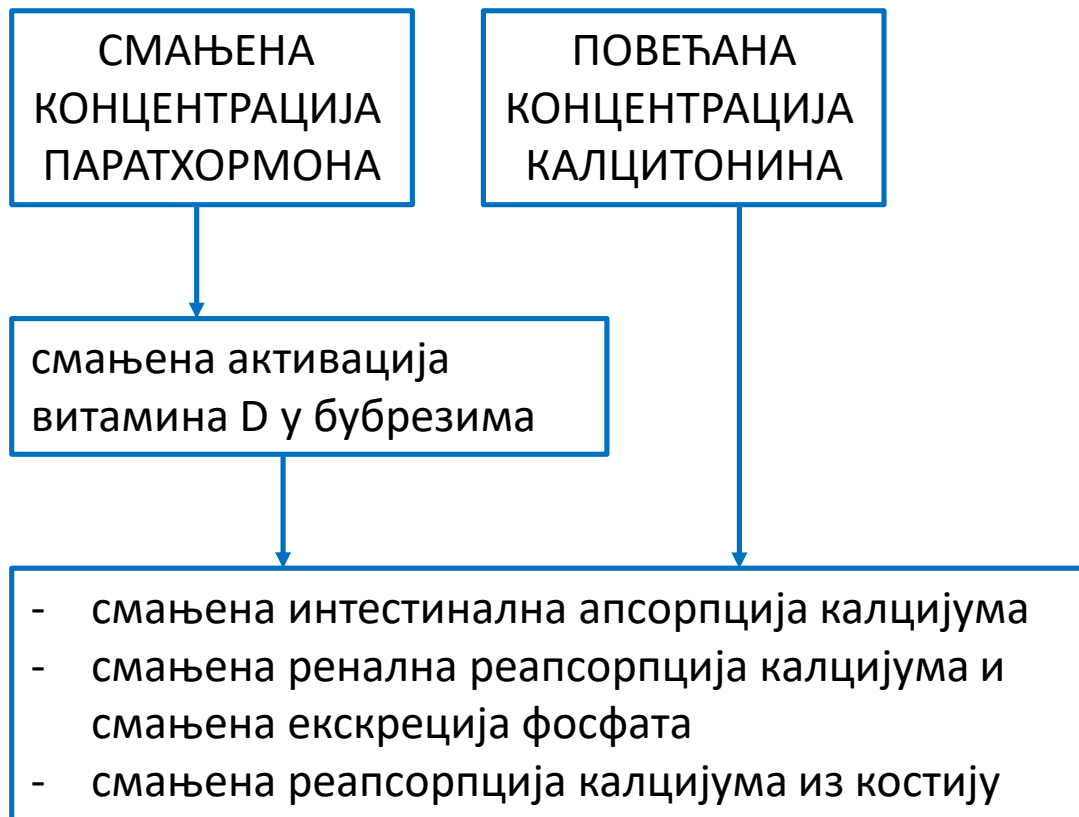 СМАЊЕНА
КОНЦЕНТРАЦИЈА
ПАРАТХОРМОНА
ПОВЕЋАНА
КОНЦЕНТРАЦИЈА
КАЛЦИТОНИНА
смањена активација
витамина D у бубрезима
- смањена интестинална апсорпција калцијума
- смањена ренална реапсорпција калцијума и
смањена екскреција фосфата
- смањена реапсорпција калцијума из костију